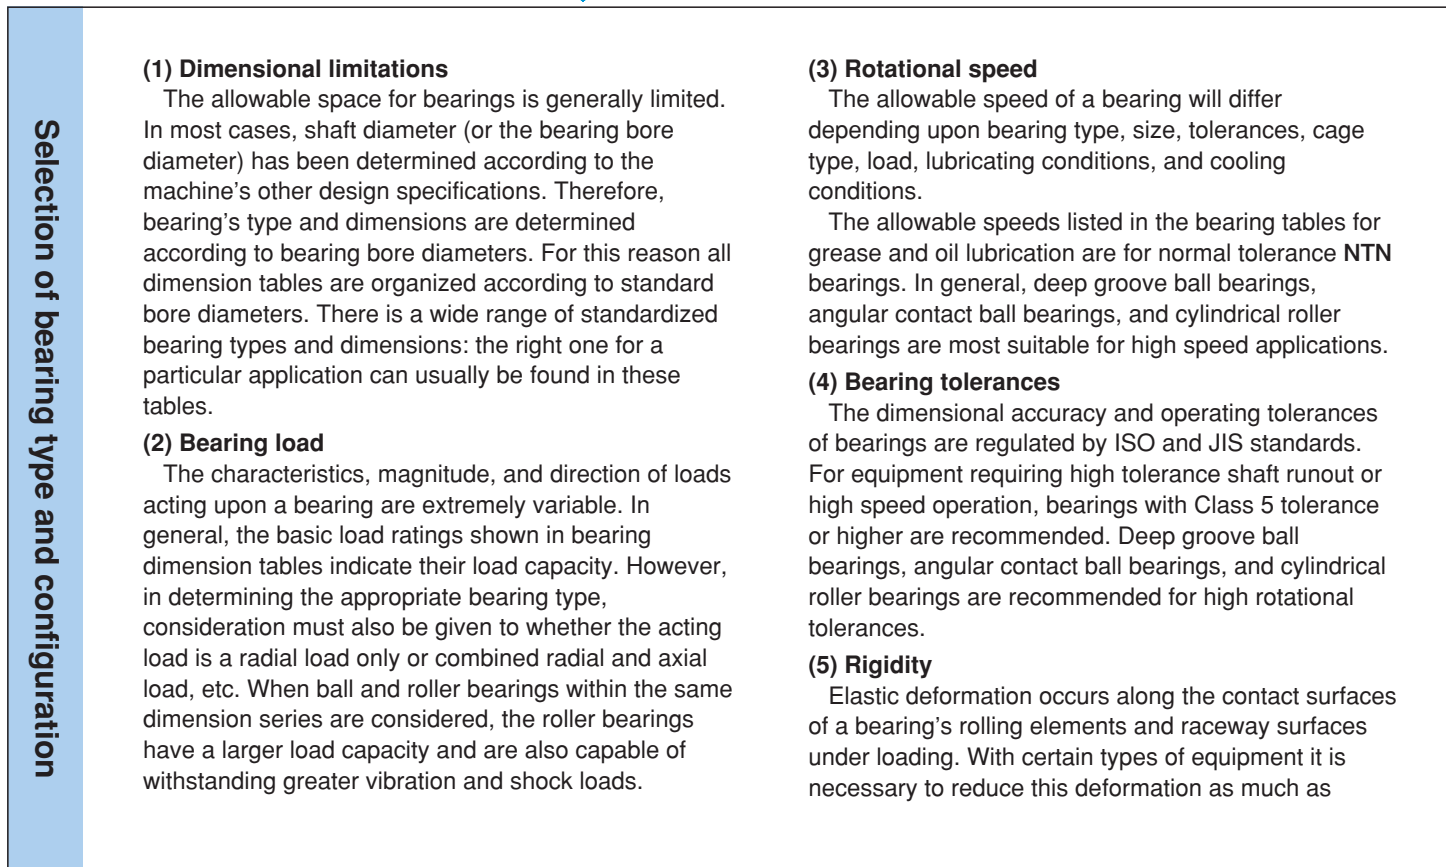 Selection of bearing type and configuration
(1) Dimensional limitations
The allowable space for bearings is generally limited.
In most cases, shaft diameter (or the bearing bore
diameter) has been determined according to the
machine's other design specifications. Therefore,
bearing's type and dimensions are determined
according to bearing bore diameters. For this reason all
dimension tables are organized according to standard
bore diameters. There is a wide range of standardized
bearing types and dimensions: the right one for a
particular application can usually be found in these
tables.
(2) Bearing load
The characteristics, magnitude, and direction of loads
acting upon a bearing are extremely variable. In
general, the basic load ratings shown in bearing
dimension tables indicate their load capacity. However,
in determining the appropriate bearing type,
consideration must also be given to whether the acting
load is a radial load only or combined radial and axial
load, etc. When ball and roller bearings within the same
dimension series are considered, the roller bearings
have a larger load capacity and are also capable of
withstanding greater vibration and shock loads.
(3) Rotational speed
The allowable speed of a bearing will differ
depending upon bearing type, size, tolerances, cage
type, load, lubricating conditions, and cooling
conditions.
The allowable speeds listed in the bearing tables for
grease and oil lubrication are for normal tolerance NTN
bearings. In general, deep groove ball bearings,
angular contact ball bearings, and cylindrical roller
bearings are most suitable for high speed applications.
(4) Bearing tolerances
The dimensional accuracy and operating tolerances
of bearings are regulated by ISO and JIS standards.
For equipment requiring high tolerance shaft runout or
high speed operation, bearings with Class 5 tolerance
or higher are recommended. Deep groove ball
bearings, angular contact ball bearings, and cylindrical
roller bearings are recommended for high rotational
tolerances.
(5) Rigidity
Elastic deformation occurs along the contact surfaces
of a bearing's rolling elements and raceway surfaces
under loading. With certain types of equipment it is
necessary to reduce this deformation as much as